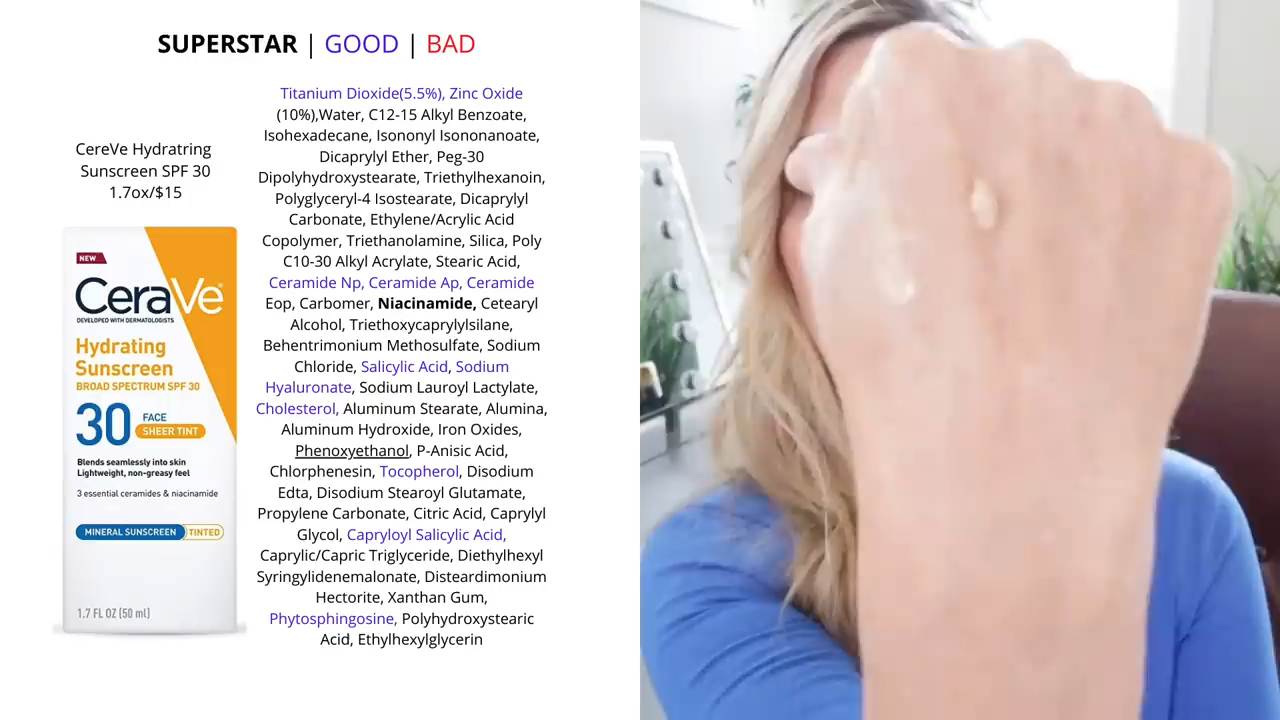 SUPERSTAR | GOOD | BAD
CereVe Hydratring
Sunscreen SPF 30
1.7ox/$15
Titanium Dioxide(5.5%), Zinc Oxide
(10%),Water, C12-15 Alkyl Benzoate,
Isohexadecane, Isononyl Isononanoate,
Dicaprylyl Ether, Peg-30
Dipolyhydroxystearate, Triethylhexanoin,
Polyglyceryl-4 Isostearate, Dicaprylyl
Carbonate, Ethylene/Acrylic Acid
Copolymer, Triethanolamine, Silica, Poly
C10-30 Alkyl Acrylate, Stearic Acid,
Ceramide Np, Ceramide Ap, Ceramide
Eop, Carbomer, Niacinamide, Cetearyl
Alcohol, Triethoxycaprylylsilane,
Behentrimonium Methosulfate, Sodium
Chloride, Salicylic Acid, Sodium
Hyaluronate, Sodium Lauroyl Lactylate,
Cholesterol, Aluminum Stearate, Alumina,
Aluminum Hydroxide, Iron Oxides,
Phenoxyethanol, P-Anisic Acid,
Chlorphenesin, Tocopherol, Disodium
Edta, Disodium Stearoyl Glutamate,
Propylene Carbonate, Citric Acid, Caprylyl
Glycol, Capryloyl Salicylic Acid,
Caprylic/Capric Triglyceride, Diethylhexyl
Syringylidenemalonate, Disteardimonium
Hectorite, Xanthan Gum,
Phytosphingosine, Polyhydroxystearic
Acid, Ethylhexylglycerin
NEW
CeraVe®
DEVELOPED WITH DERMATOLOGISTS
Hydrating
Sunscreen
BROAD SPECTRUM SPF 30
30 FACE
SHEER TINT
Blends seamlessly into skin
Lightweight, non-greasy feel
3 essential ceramides & niacinamide
MINERAL SUNSCREEN TINTED
1.7 FL OZ (50 ml)